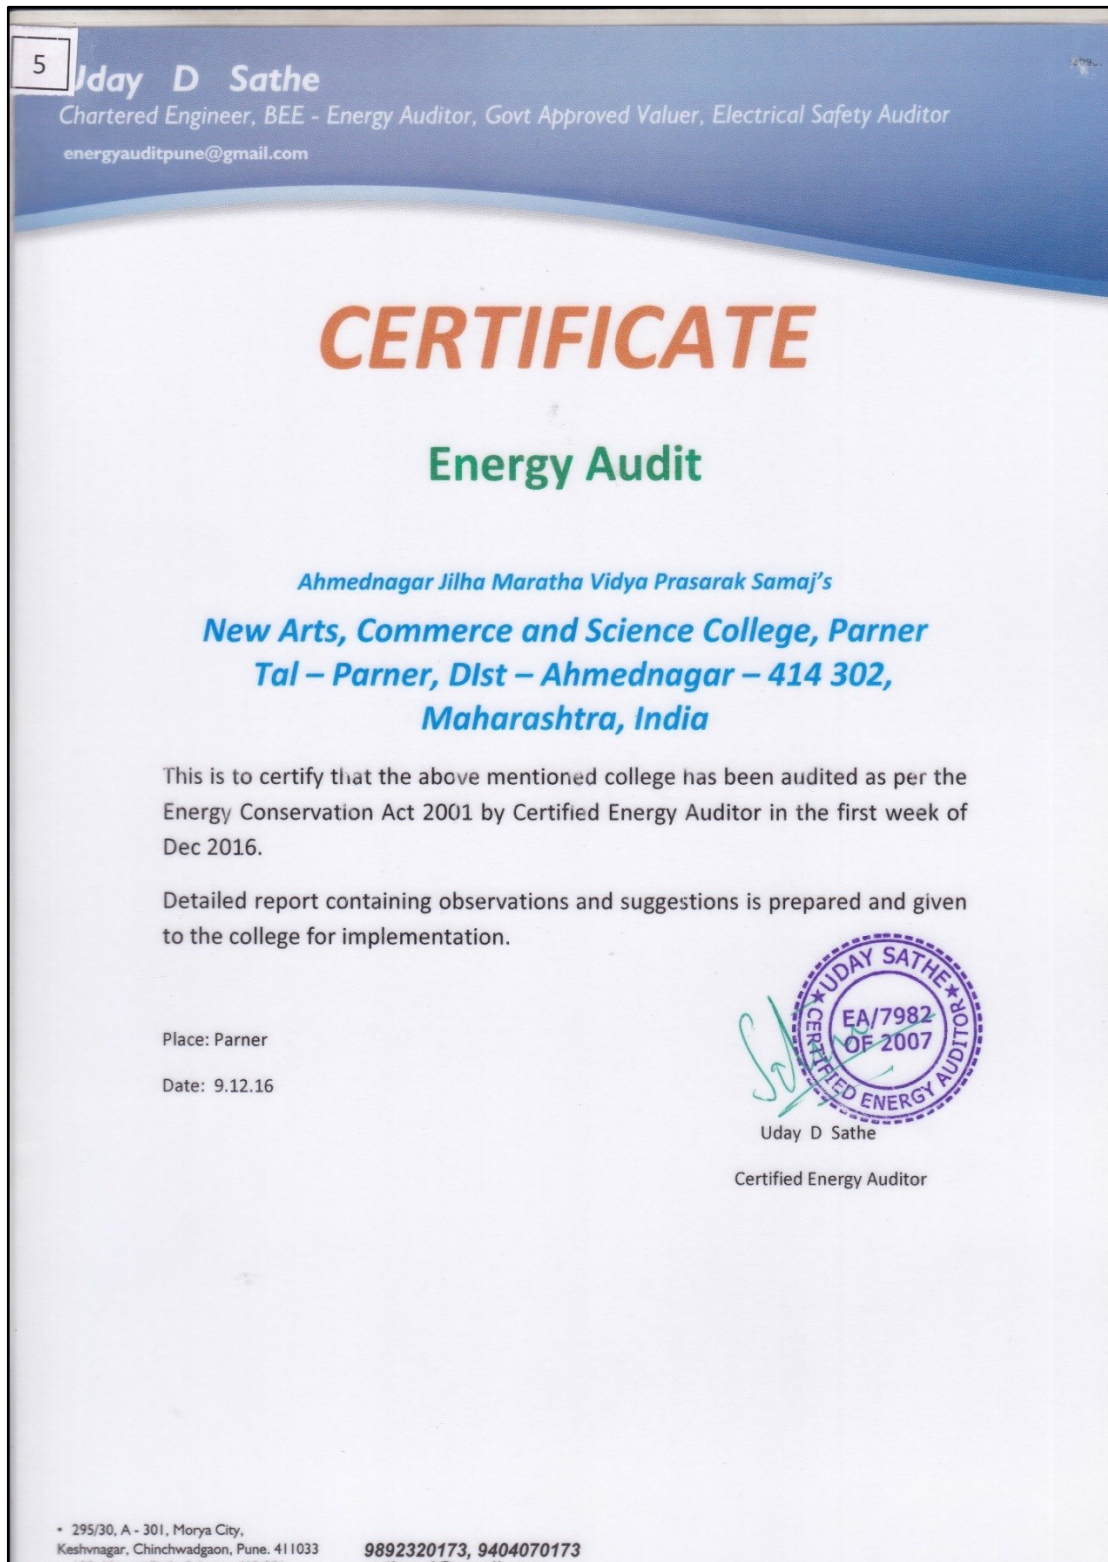 5
Uday D Sathe
Chartered Engineer, BEE - Energy Auditor, Govt Approved Valuer, Electrical Safety Auditor
energyauditpune@gmail.com
CERTIFICATE
Energy Audit
Ahmednagar Jilha Maratha Vidya Prasarak Samaj's
New Arts, Commerce and Science College, Parner
Tal – Parner, DIst – Ahmednagar – 414 302,
Maharashtra, India
This is to certify that the above mentioned college has been audited as per the
Energy Conservation Act 2001 by Certified Energy Auditor in the first week of
Dec 2016.
Detailed report containing observations and suggestions is prepared and given
to the college for implementation.
★ UDAY SATHE ★
CERTIFIED ENERGY AUDITOR
EA/7982
OF 2007
Place: Parner
Date: 9.12.16
Uday D Sathe
Certified Energy Auditor
• 295/30, A - 301, Morya City,
Keshvnagar, Chinchwadgaon, Pune. 411033
9892320173, 9404070173